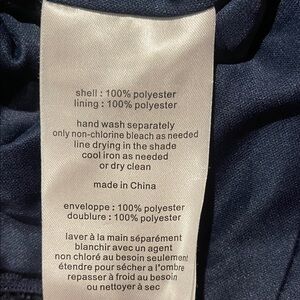 shell : 100% polyester
lining : 100% polyester
hand wash separately
only non-chlorine bleach as needed
line drying in the shade
cool iron as needed
or dry clean
made in China
enveloppe : 100% polyester
doublure : 100% polyester
laver à la main séparément
blanchir avec un agent
non chloré au besoin seulement
étendre pour sécher a l'ombre
repasser à froid au besoin
ou nettoyer à sec